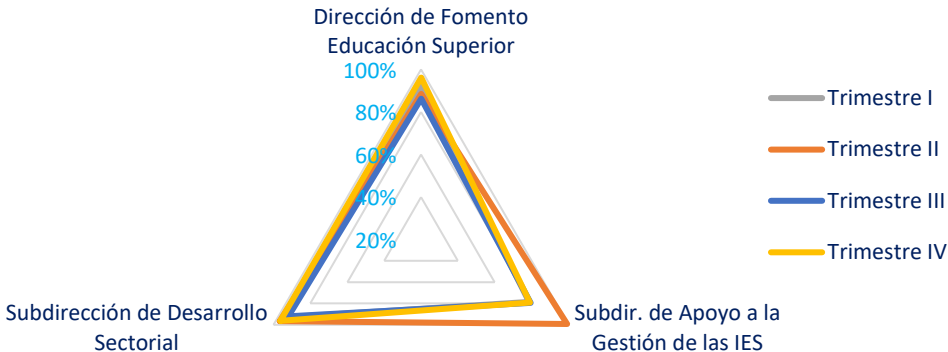 Dirección de Fomento
Educación Superior
100%
80%
60%
40%
20%
Subdirección de Desarrollo
Sectorial
Subdir. de Apoyo a la
Gestión de las IES
Trimestre I
Trimestre II
Trimestre III
Trimestre IV